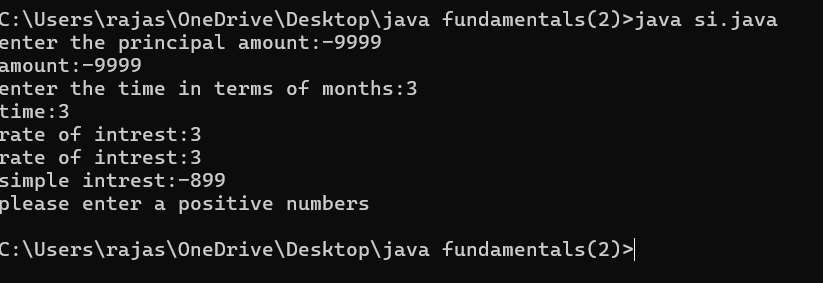 C:\Users\rajas\OneDrive\Desktop\java fundamentals(2)>java si.java
enter the principal amount:-9999
amount:-9999
enter the time in terms of months:3
time:3
rate of intrest:3
rate of intrest:3
simple intrest:-899
please enter a positive numbers
C:\Users\rajas\OneDrive\Desktop\java fundamentals(2)>